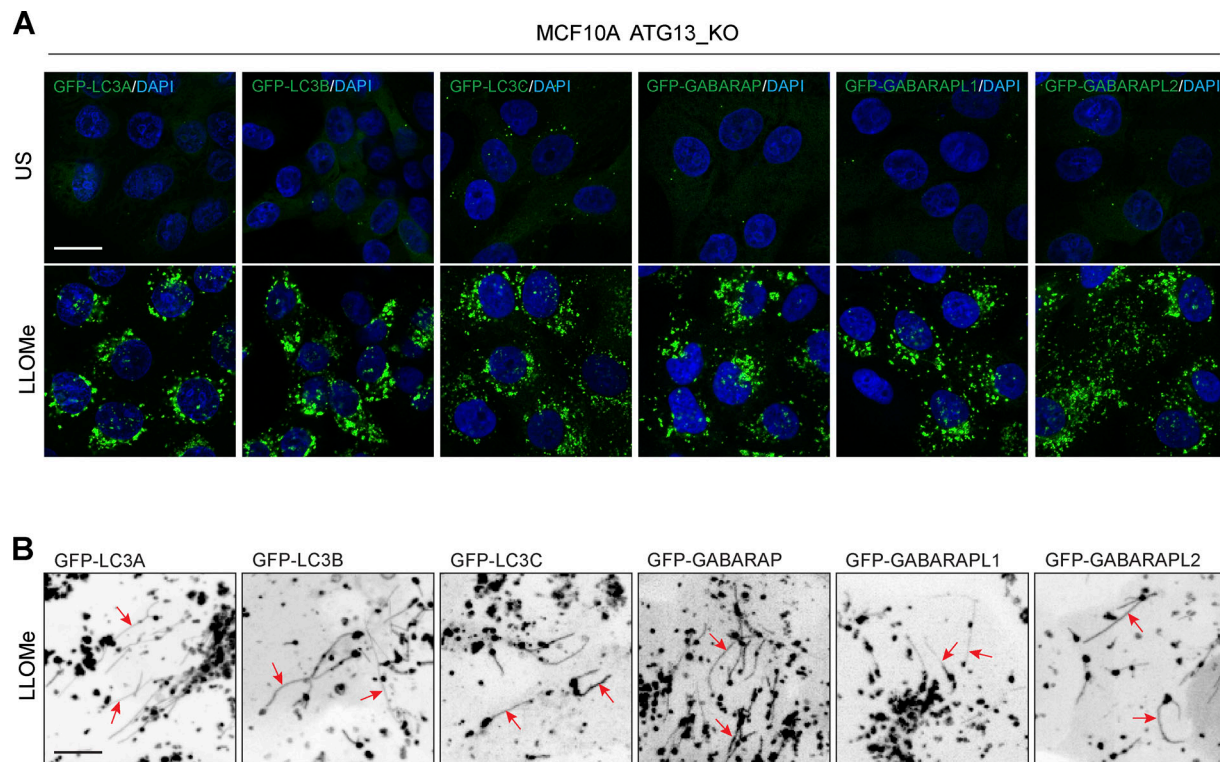 A
MCF10A ATG13_KO
GFP-LC3A/DAPI GFP-LC3B/DAPI GFP-LC3C/DAPI GFP-GABARAP/DAPI GFP-GABARAPL1/DAPI GFP-GABARAPL2/DAPI
US
LLOMe
B
GFP-LC3A GFP-LC3B GFP-LC3C GFP-GABARAP GFP-GABARAPL1 GFP-GABARAPL2
LLOMe